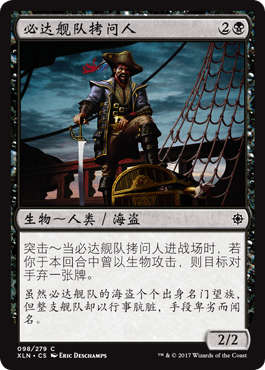 必达舰队拷问人 2
生物～人类／海盗
突击～当必达舰队拷问人进战场时，若
你于本回合中曾以生物攻击，则目标对
手弃一张牌。
虽然必达舰队的海盗个个出身名门望族，
但整支舰队却以行事肮脏，手段卑劣而闻
名。
2/2
098/279 C
XLN • CS ERIC DESCHAMPS
™ & © 2017 Wizards of the Coast